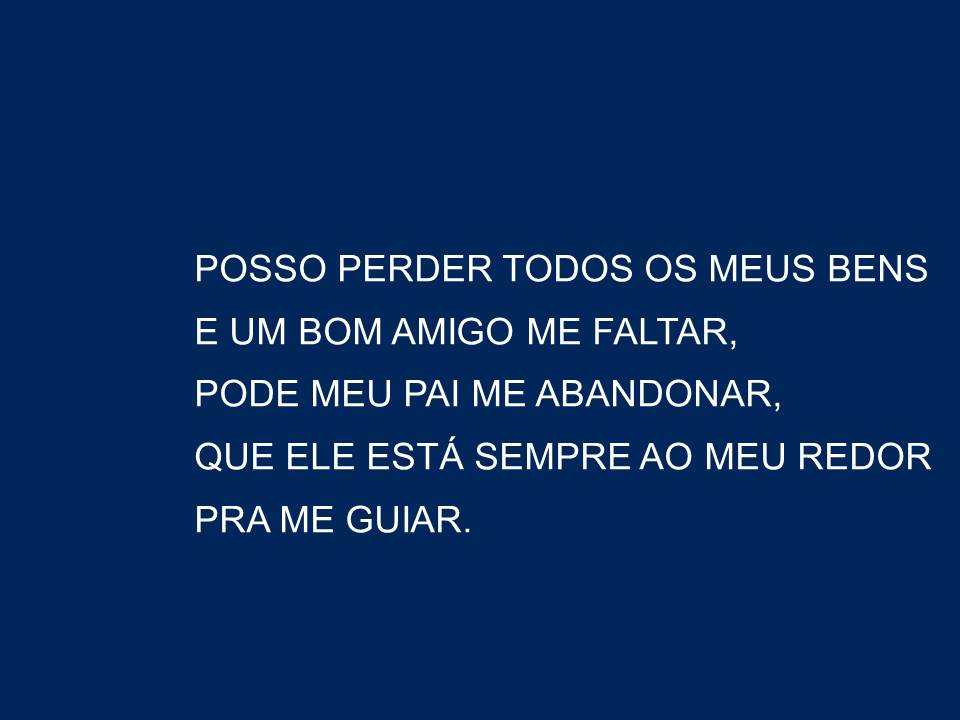 POSSO PERDER TODOS OS MEUS BENS
E UM BOM AMIGO ME FALTAR,
PODE MEU PAI ME ABANDONAR,
QUE ELE ESTÁ SEMPRE AO MEU REDOR
PRA ME GUIAR.